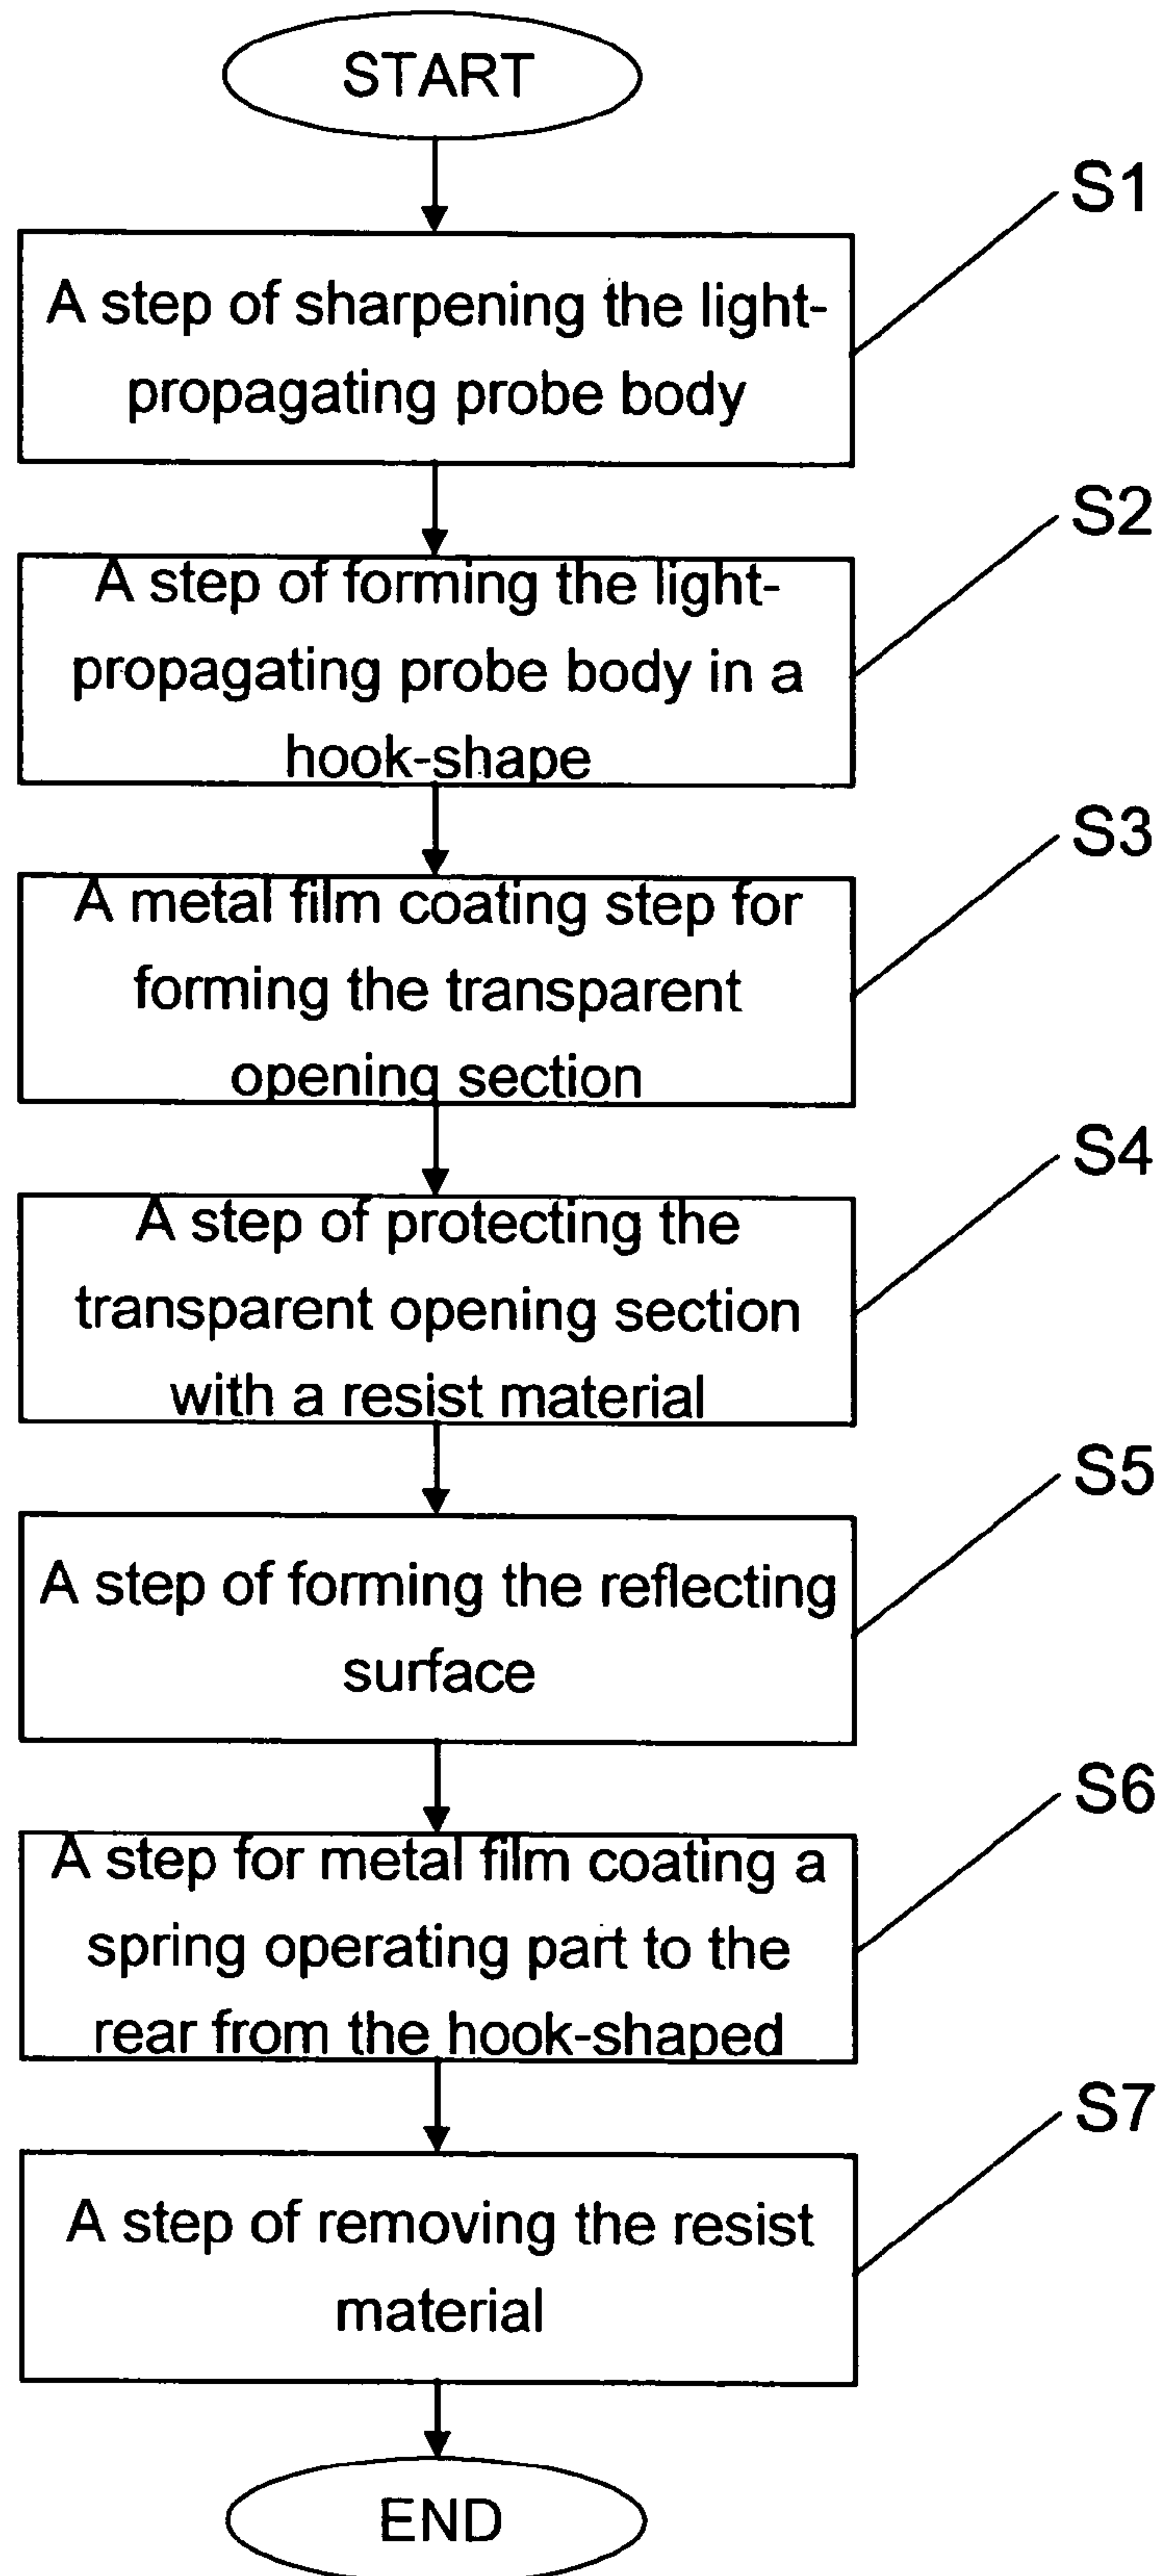 START
S1
A step of sharpening the light-
propagating probe body
S2
A step of forming the light-
propagating probe body in a
hook-shape
S3
A metal film coating step for
forming the transparent
opening section
S4
A step of protecting the
transparent opening section
with a resist material
S5
A step of forming the reflecting
surface
S6
A step for metal film coating a
spring operating part to the
rear from the hook-shaped
S7
A step of removing the resist
material
END